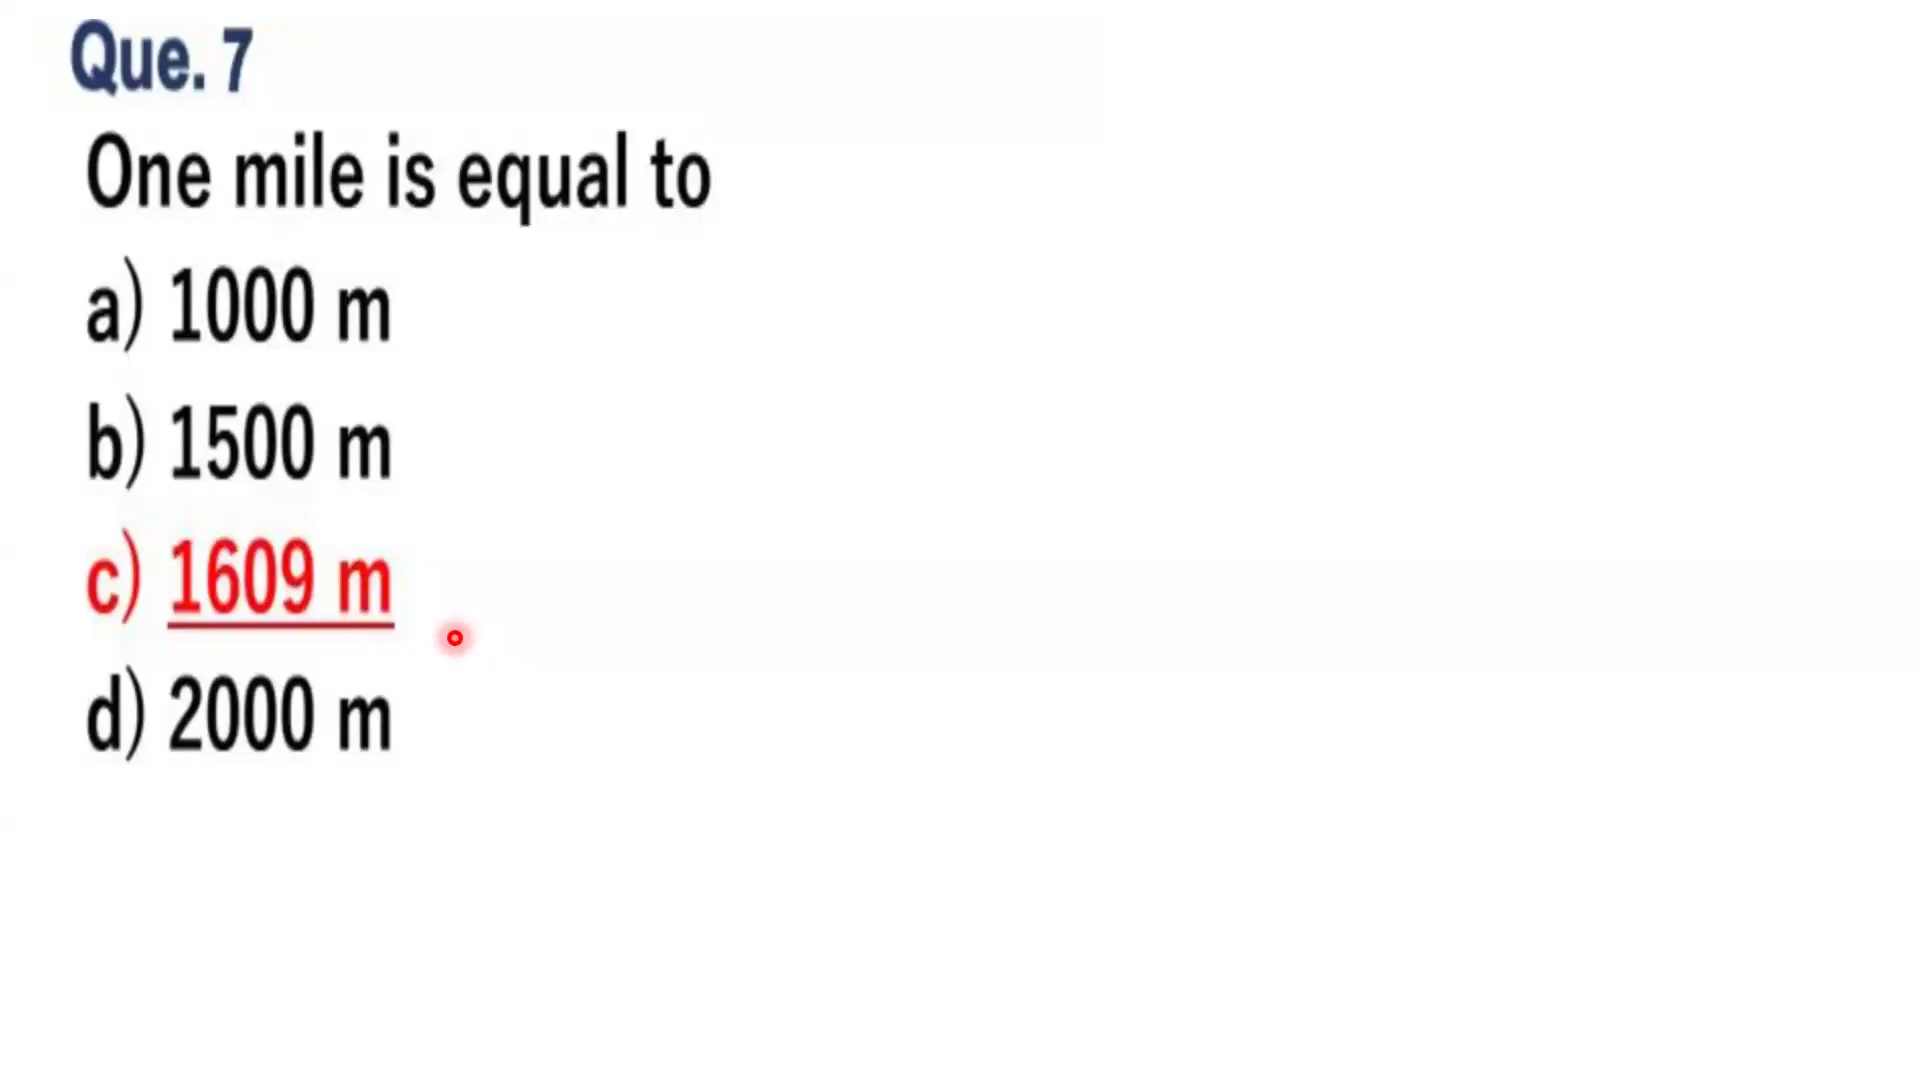 Que. 7
One mile is equal to
a) 1000 m
b) 1500 m
c) 1609 m
d) 2000 m